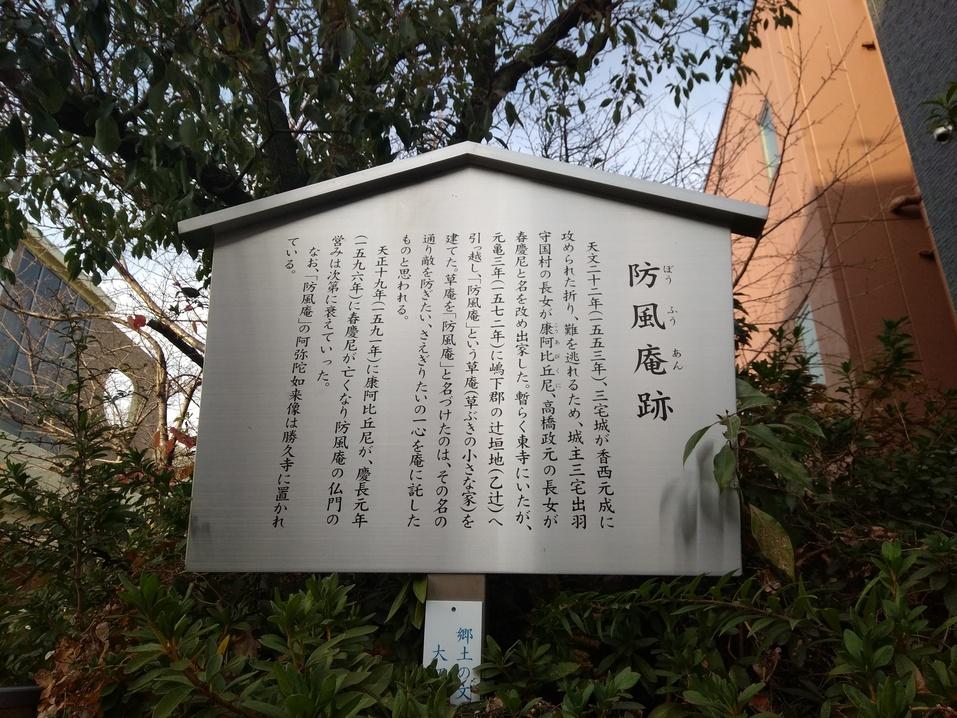 防風庵跡
ぼうふうあん
天文二十二年(一五五三年)、三宅城が香西元成に
攻められた折り、難を逃れるため、城主三宅出羽
守国村の長女が康阿比丘尼、高橋政元の長女が
こうあびくに
春慶尼と名を改め出家した。暫らく東寺にいたが、
元亀三年(一五七二年)に嶋下郡の辻垣地(乙辻)へ
引っ越し、「防風庵」という草庵(草ぶきの小さな家)を
建てた。草庵を「防風庵」と名づけたのは、その名の
通り敵を防ぎたい、さえぎりたいの一心を庵に託した
ものと思われる。
天正十九年(一五九一年)に康阿比丘尼が、慶長元年
(一五九六年)に春慶尼が亡くなり防風庵の仏門の
営みは次第に衰えていった。
なお、「防風庵」の阿弥陀如来像は勝久寺に置かれ
ている。
郷土の文
大